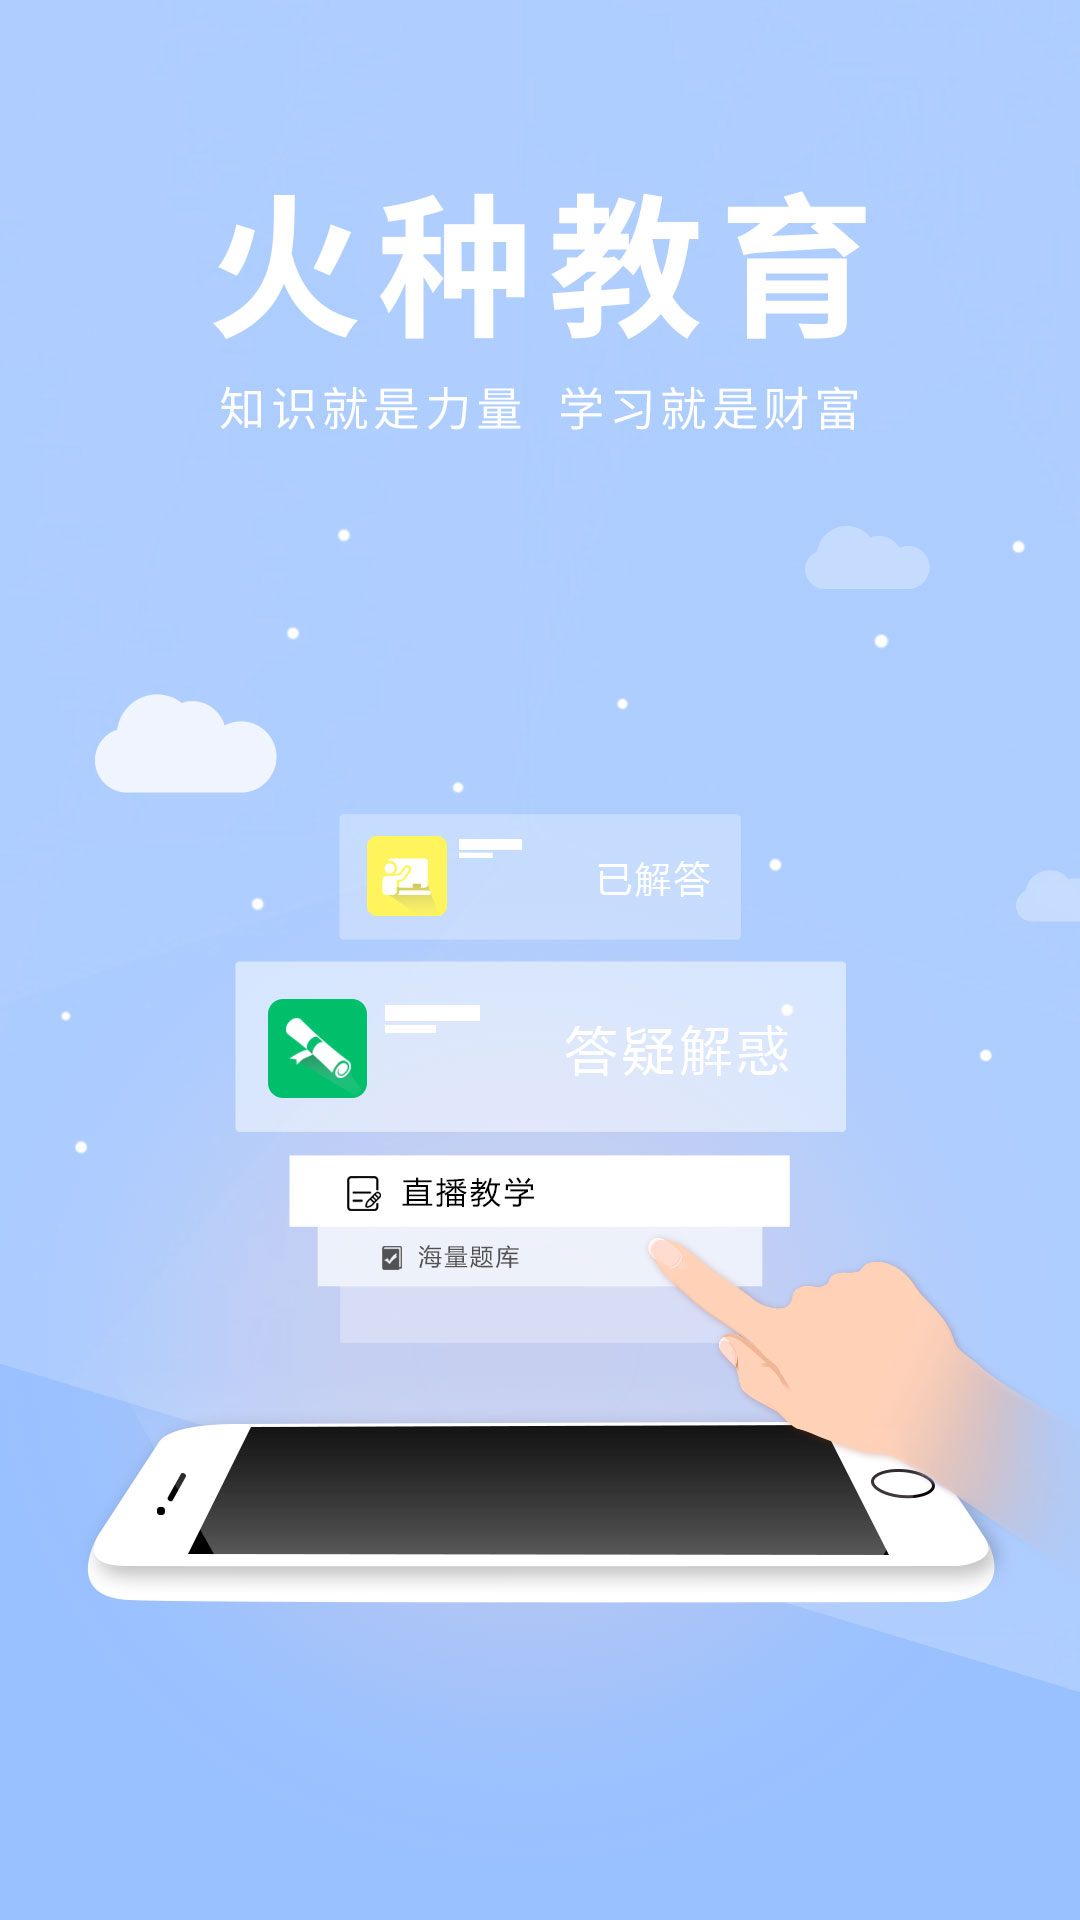 火种教育
知识就是力量 学习就是财富
已解答
答疑解惑
直播教学
海量题库